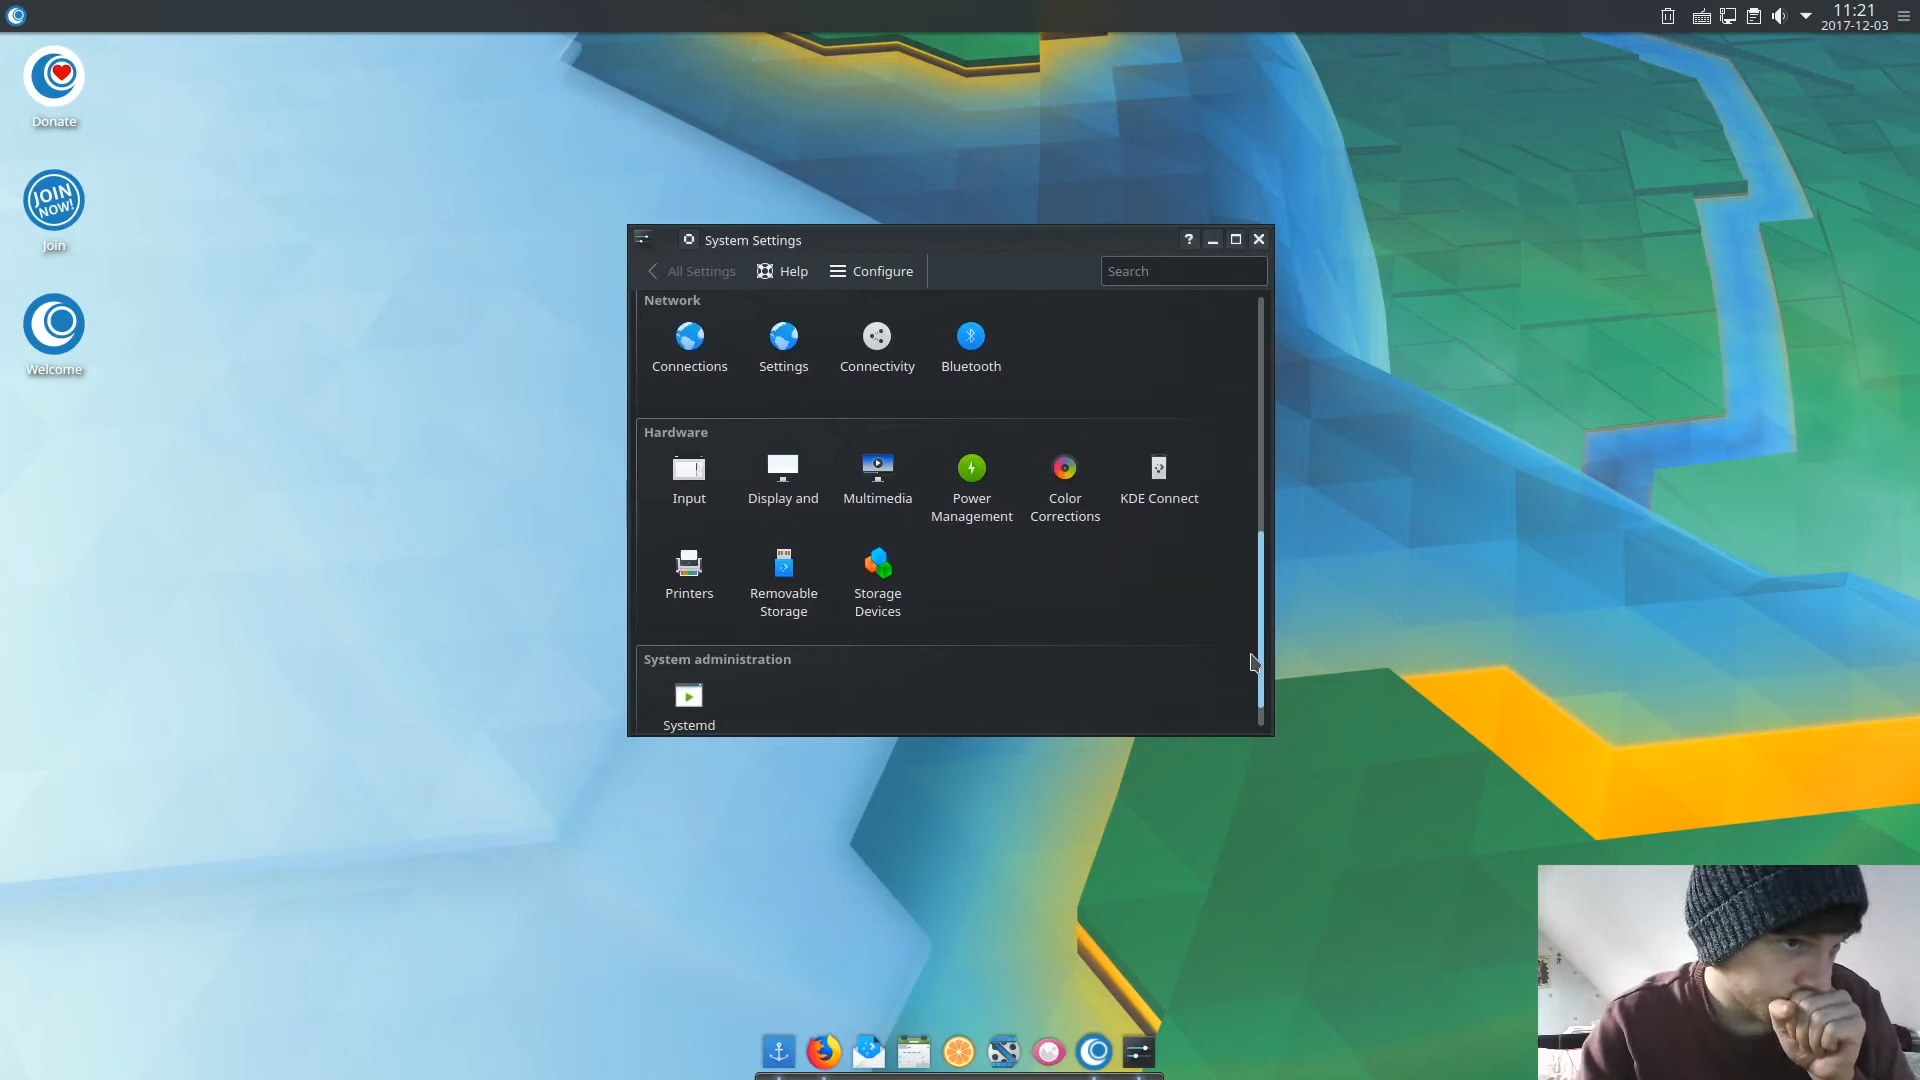 11:21
2017-12-03
Donate
JOIN
NOW!
Join
Welcome
System Settings
All Settings
Help
Configure
Search
Network
Connections
Settings
Connectivity
Bluetooth
Hardware
Input
Display and
Multimedia
Power
Management
Color
Corrections
KDE Connect
Printers
Removable
Storage
Storage
Devices
System administration
Systemd